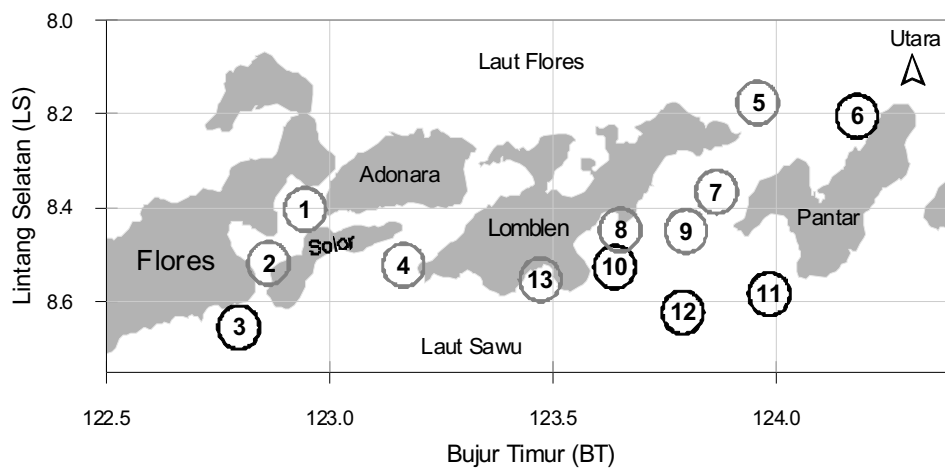 8.0
Laut Flores
Utara
5
6
8.2
Adonara
7
1
8.4
Lomblen
Pantar
8
9
Solor
Flores
2
4
10
13
11
8.6
12
3
Laut Sawu
Lintang Selatan (LS)
122.5
123.0
123.5
124.0
Bujur Timur (BT)